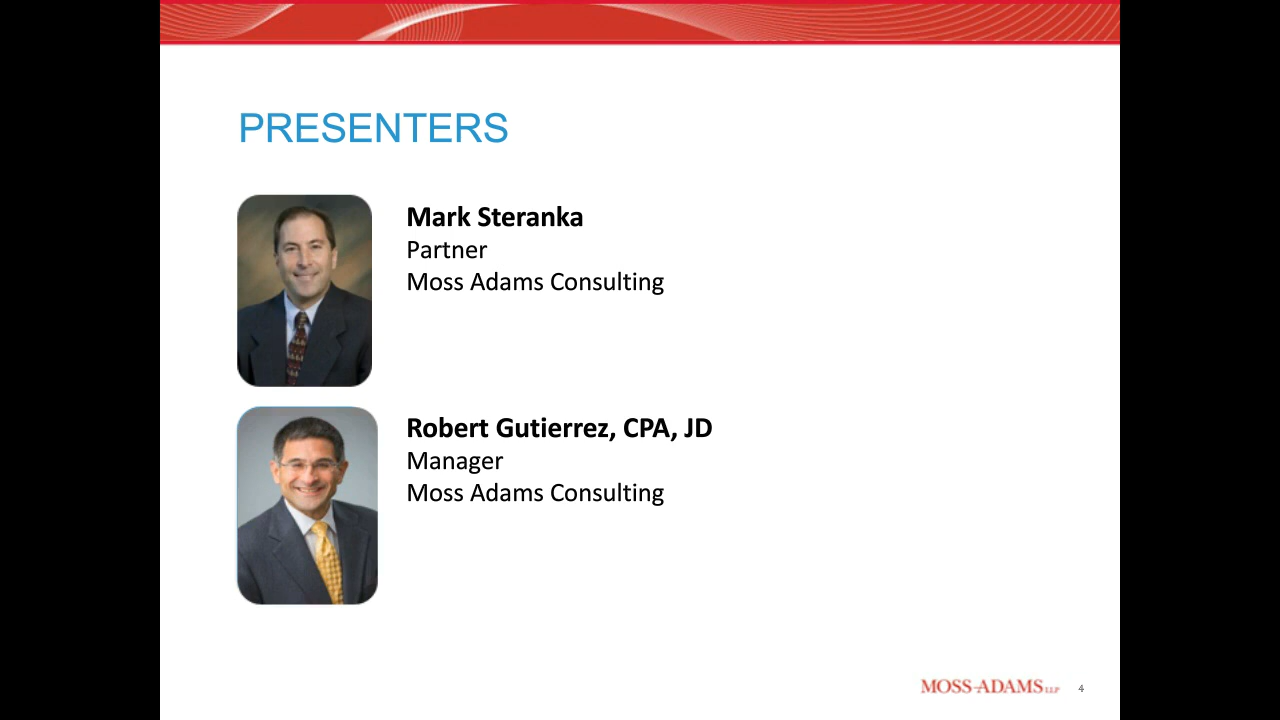 PRESENTERS
Mark Steranka
Partner
Moss Adams Consulting
Robert Gutierrez, CPA, JD
Manager
Moss Adams Consulting
MOSS-ADAMS LLP
4